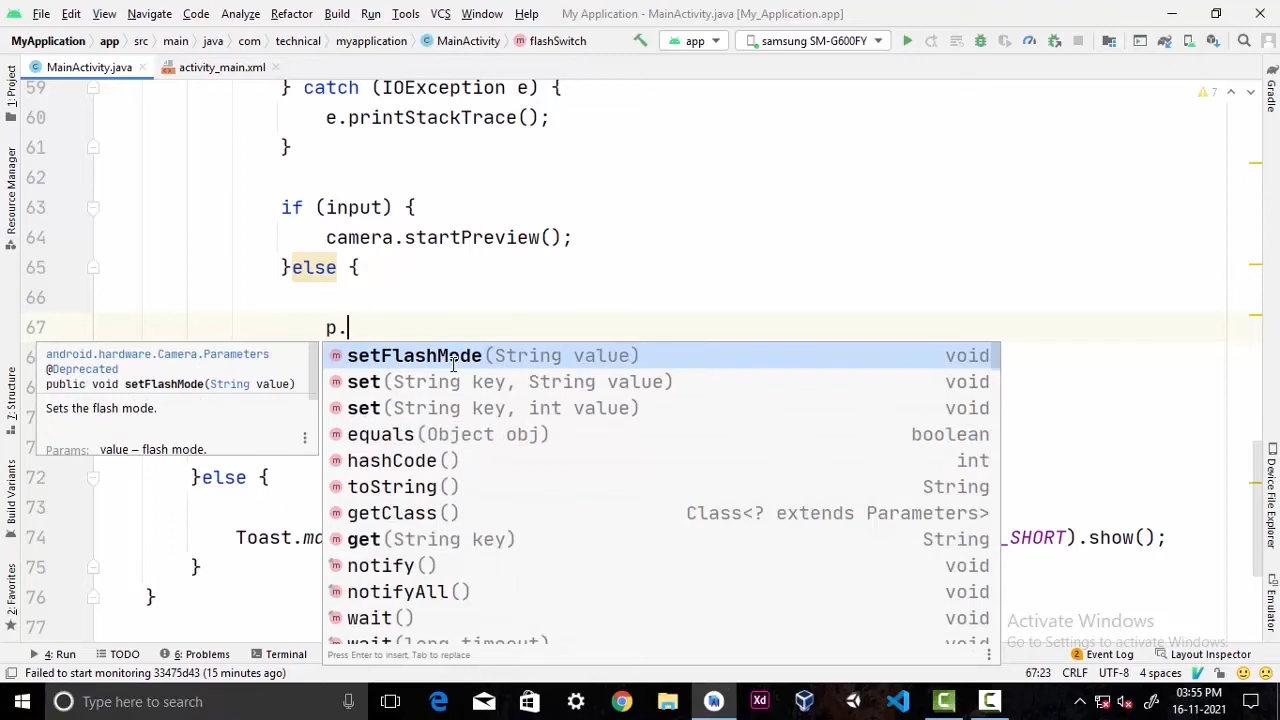 File Edit View Navigate Code Analyze Refactor Build Run Tools VCS Window Help My Application - MainActivity.java [My_Application.app]
MyApplication app src main java com technical myapplication MainActivity flashSwitch app samsung SM-G600FY
MainActivity.java activity_main.xml
59 } catch (IOException e) {
7
60 e.printStackTrace();
61 }
62
63 if (input) {
64 camera.startPreview();
65 }else {
66
67 p.
setFlashMode(String value) void
set(String key, String value) void
set(String key, int value) void
equals(Object obj) boolean
hashCode() int
toString() String
getClass() Class<? extends Parameters>
get(String key) String
notify() void
notifyAll() void
wait() void
wait(long timeout) void
Press Enter to insert, Tab to replace
android.hardware.Camera.Parameters
@Deprecated
public void setFlashMode(String value)
Sets the flash mode.
Params: value – flash mode.
72 }else {
73
74 Toast.ma _SHORT).show();
75 }
76 }
77
1: Project
Resource Manager
7: Structure
Build Variants
2: Favorites
Gradle
Device File Explorer
Emulator
Activate Windows
Go to Settings to activate Windows.
4: Run TODO 6: Problems Terminal 2 Event Log Layout Inspector
Failed to start monitoring 33475d43 (15 minutes ago) 67:23 CRLF UTF-8 4 spaces
Type here to search
03:55 PM
16-11-2021